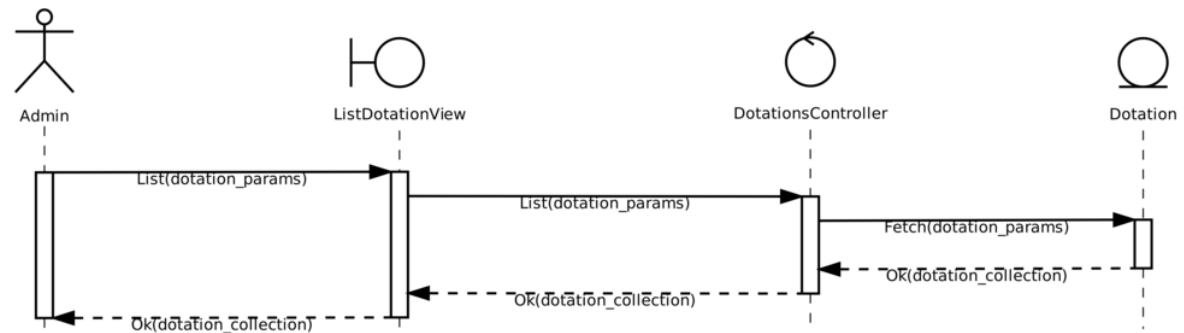 Admin
ListDotationView
DotationsController
Dotation
List(dotation_params)
List(dotation_params)
Fetch(dotation_params)
Ok(dotation_collection)
Ok(dotation_collection)
Ok(dotation_collection)